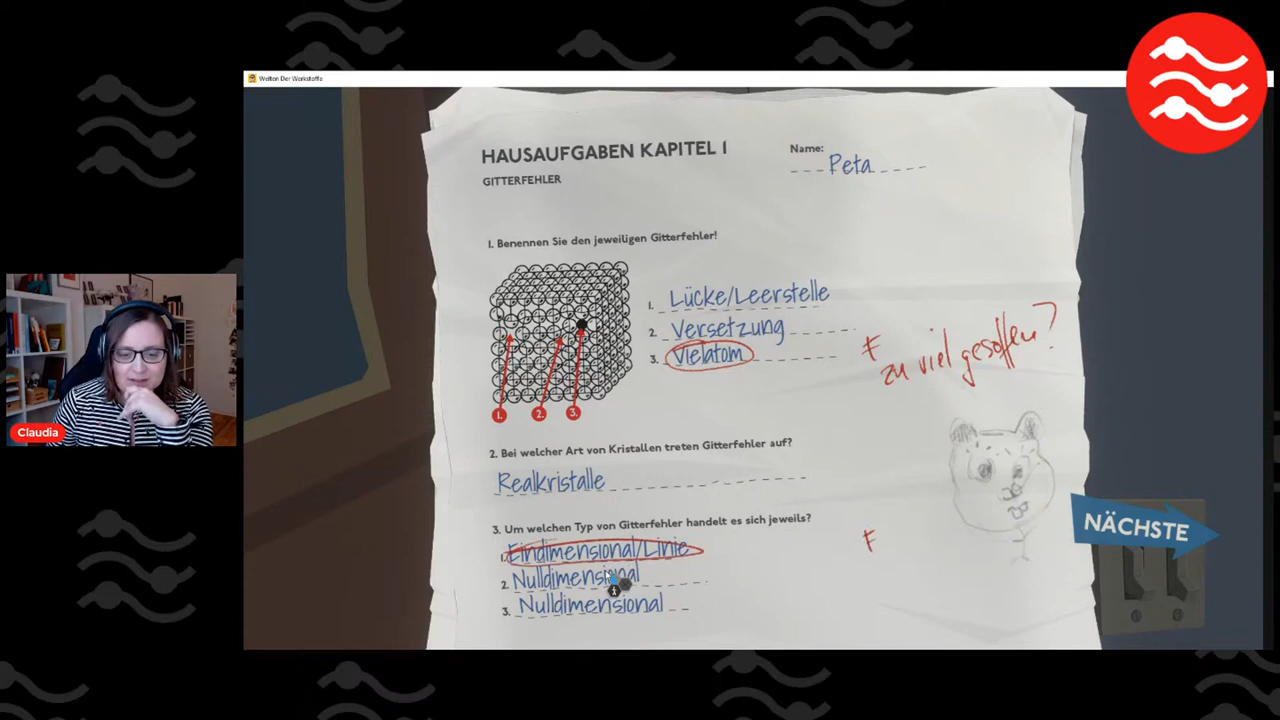 Welten Der Werkstoffe
HAUSAUFGABEN KAPITEL 1
GITTERFEHLER
Name:
Peta
1. Benennen Sie den jeweiligen Gitterfehler!
1. Lücke/Leerstelle
2. Versetzung
3. Vielatom
F
zu viel gesoffen?
1. 2. 3.
2. Bei welcher Art von Kristallen treten Gitterfehler auf?
Realkristalle
3. Um welchen Typ von Gitterfehler handelt es sich jeweils?
1. Eindimensional/Linie
F
2. Nulldimensional
3. Nulldimensional
NÄCHSTE
Claudia